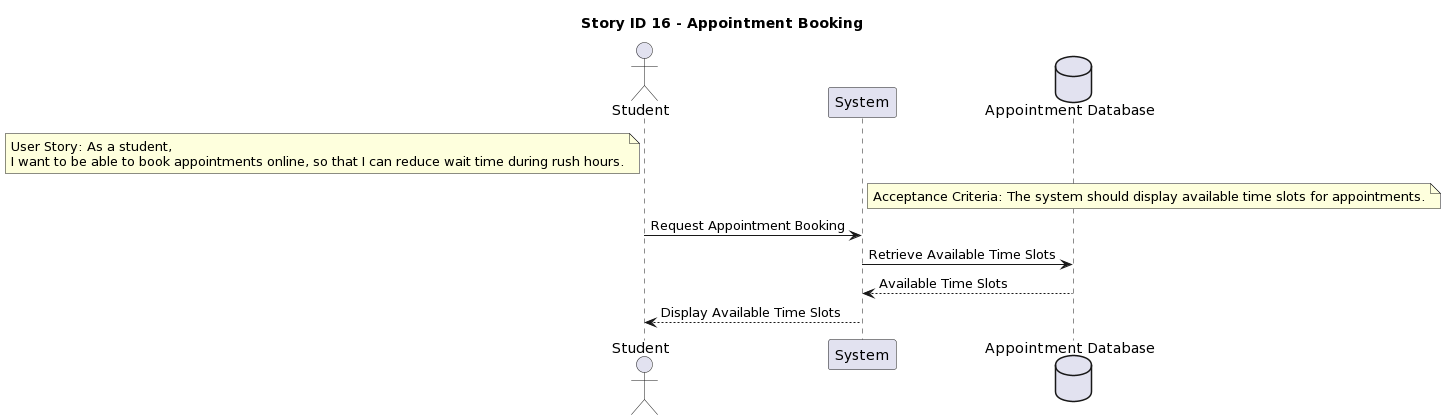 Story ID 16 - Appointment Booking
Student
System
Appointment Database
User Story: As a student,
I want to be able to book appointments online, so that I can reduce wait time during rush hours.
Acceptance Criteria: The system should display available time slots for appointments.
Request Appointment Booking
Retrieve Available Time Slots
Available Time Slots
Display Available Time Slots
Student
System
Appointment Database